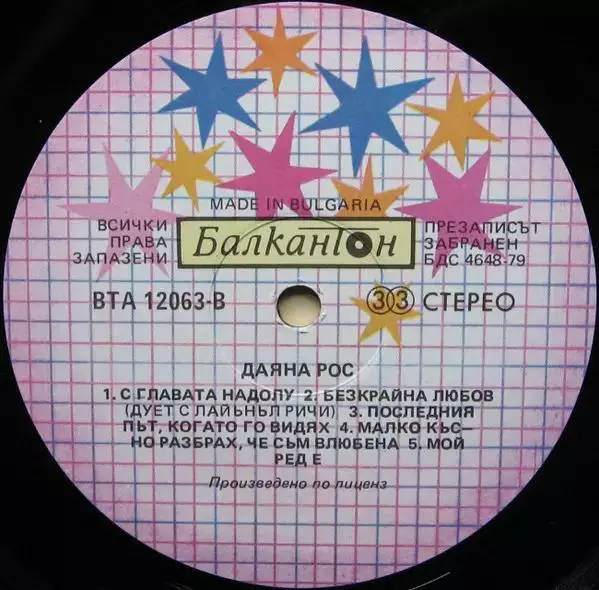 MADE IN BULGARIA
ВСИЧКИ
ПРАВА
ЗАПАЗЕНИ
Балкантон
ПРЕЗАПИСЪТ
ЗАБРАНЕН
БДС 4648-79
ВТА 12063-В
33 СТЕРЕО
ДАЯНА РОС
1. С ГЛАВАТА НАДОЛУ 2. БЕЗКРАЙНА ЛЮБОВ
(ДУЕТ С ЛАЙЪНЪЛ РИЧИ) 3. ПОСЛЕДНИЯ
ПЪТ, КОГАТО ГО ВИДЯХ 4. МАЛКО КЪС–
НО РАЗБРАХ, ЧЕ СЪМ ВЛЮБЕНА 5. МОЙ
РЕД Е
Произведено по лиценз